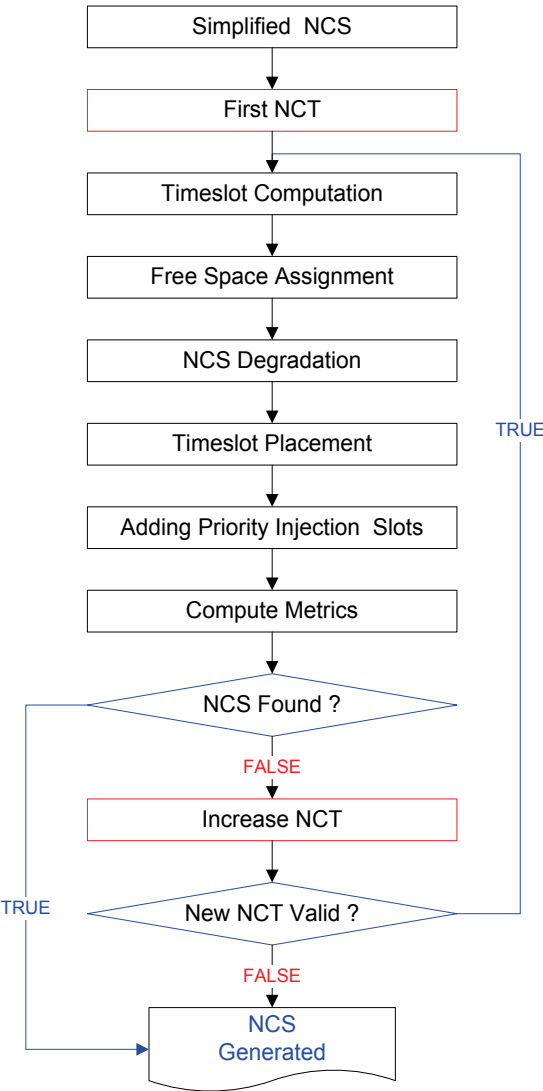 Simplified NCS
First NCT
Timeslot Computation
Free Space Assignment
NCS Degradation
TRUE
Timeslot Placement
Adding Priority Injection Slots
Compute Metrics
NCS Found ?
FALSE
Increase NCT
TRUE
New NCT Valid ?
FALSE
NCS
Generated